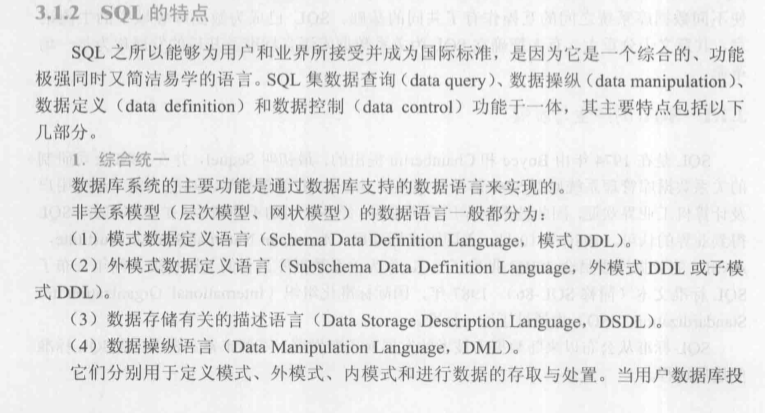 3.1.2 SQL 的特点
SQL 之所以能够为用户和业界所接受并成为国际标准，是因为它是一个综合的、功能
极强同时又简洁易学的语言。SQL 集数据查询（data query）、数据操纵（data manipulation）、
数据定义（data definition）和数据控制（data control）功能于一体，其主要特点包括以下
几部分。
1. 综合统一
数据库系统的主要功能是通过数据库支持的数据语言来实现的。
非关系模型（层次模型、网状模型）的数据语言一般都分为：
（1）模式数据定义语言（Schema Data Definition Language，模式 DDL）。
（2）外模式数据定义语言（Subschema Data Definition Language，外模式 DDL 或子模
式 DDL）。
（3）数据存储有关的描述语言（Data Storage Description Language，DSDL）。
（4）数据操纵语言（Data Manipulation Language，DML）。
它们分别用于定义模式、外模式、内模式和进行数据的存取与处置。当用户数据库投